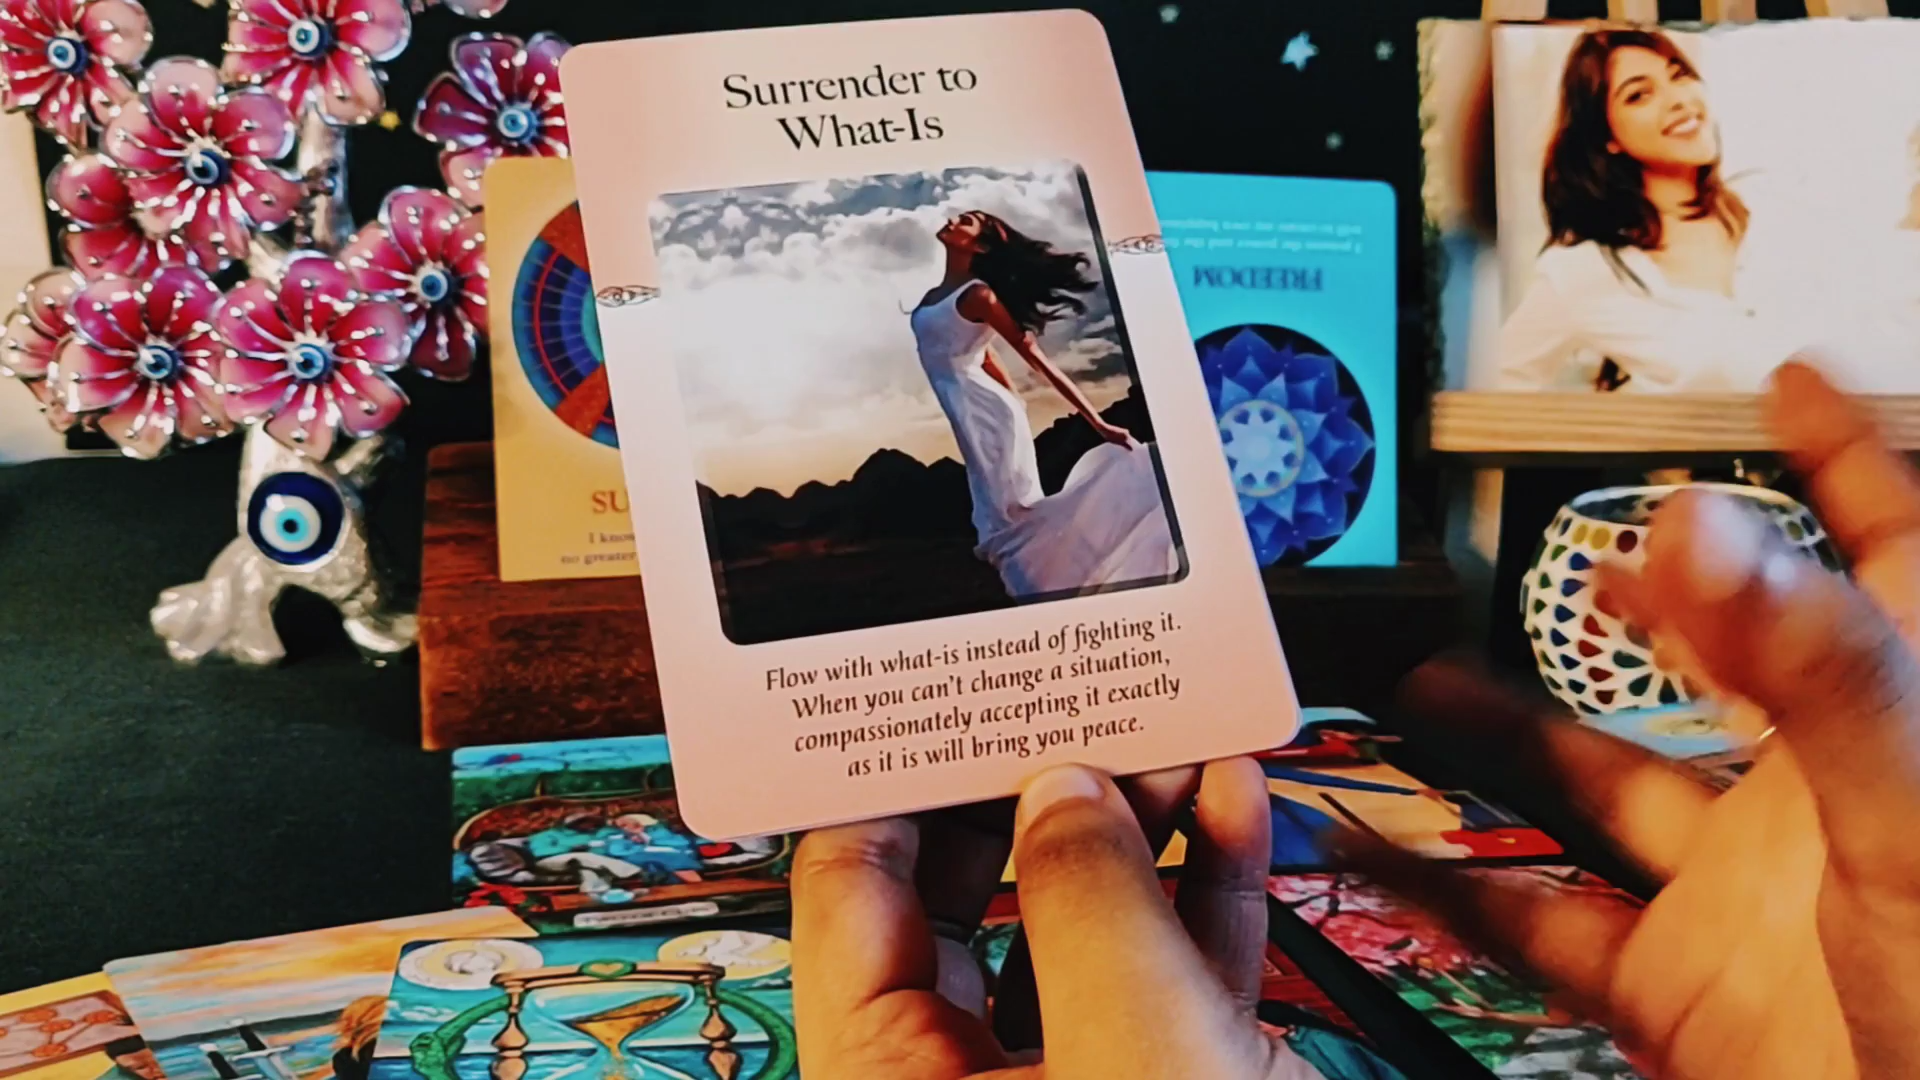 Surrender to
What-Is
Flow with what-is instead of fighting it.
When you can't change a situation,
compassionately accepting it exactly
as it is will bring you peace.
FREEDOM
SU
I know
no greater